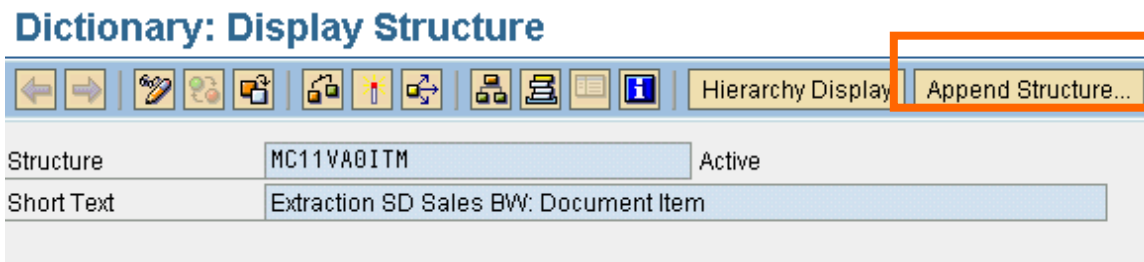 Dictionary: Display Structure
Hierarchy Display Append Structure...
Structure MC11VA0ITM Active
Short Text Extraction SD Sales BW: Document Item